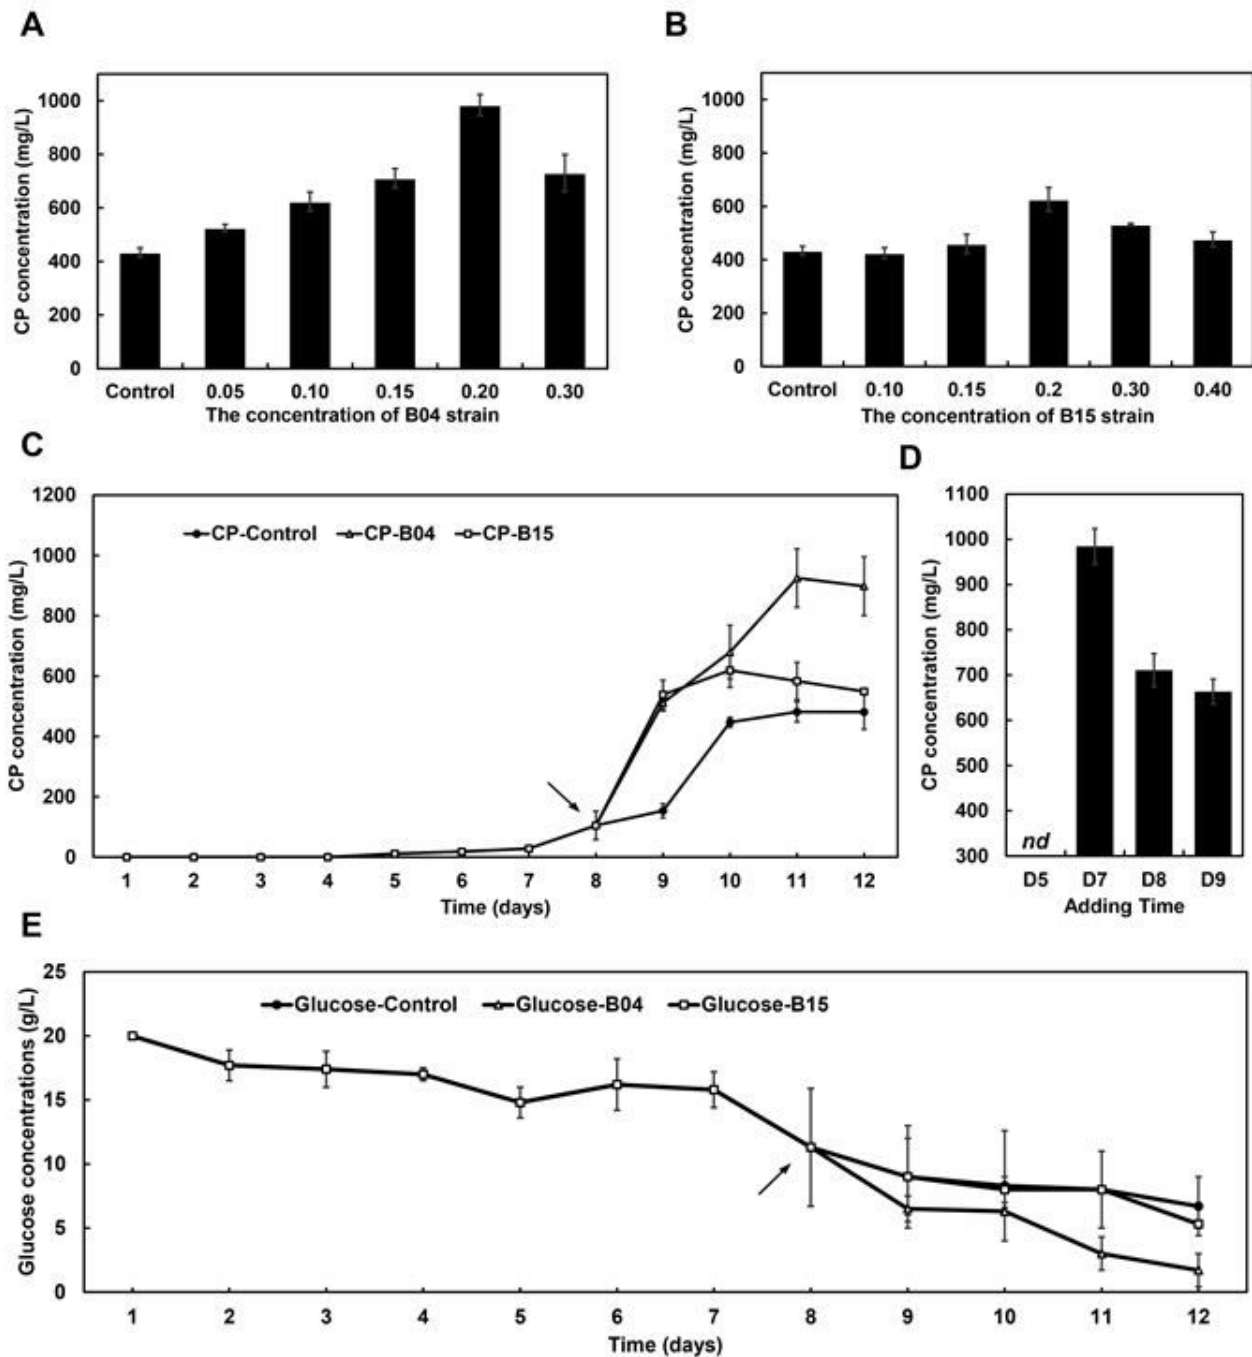 A
CP concentration (mg/L)
1000
800
600
400
200
0
Control 0.05 0.10 0.15 0.20 0.30
The concentration of B04 strain
B
CP concentration (mg/L)
1000
800
600
400
200
0
Control 0.10 0.15 0.2 0.30 0.40
The concentration of B15 strain
C
CP concentration (mg/L)
1200
1000
800
600
400
200
0
CP-Control CP-B04 CP-B15
1 2 3 4 5 6 7 8 9 10 11 12
Time (days)
D
CP concentration (mg/L)
1100
1000
900
800
700
600
500
400
300
nd
D5 D7 D8 D9
Adding Time
E
Glucose concentrations (g/L)
25
20
15
10
5
0
Glucose-Control Glucose-B04 Glucose-B15
1 2 3 4 5 6 7 8 9 10 11 12
Time (days)